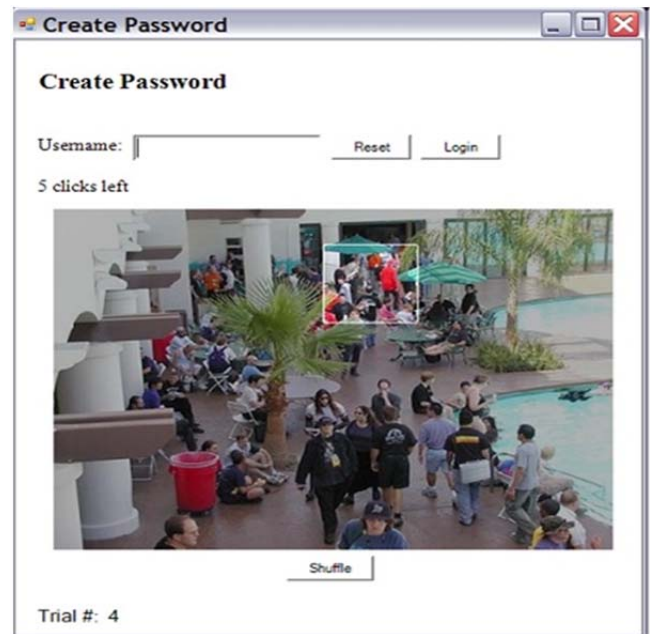 Create Password
Create Password
Username: Reset Login
5 clicks left
Shuffle
Trial #: 4